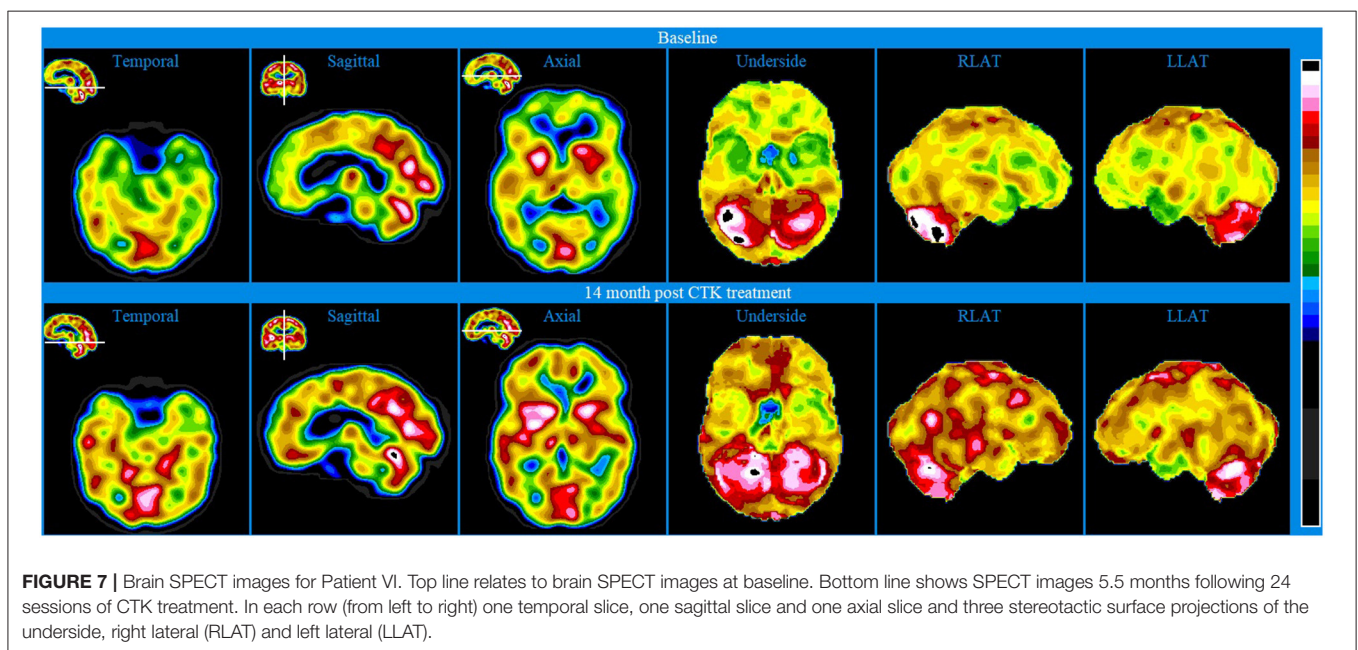 Baseline
Temporal Sagittal Axial Underside RLAT LLAT
14 month post CTK treatment
Temporal Sagittal Axial Underside RLAT LLAT
FIGURE 7 | Brain SPECT images for Patient VI. Top line relates to brain SPECT images at baseline. Bottom line shows SPECT images 5.5 months following 24
sessions of CTK treatment. In each row (from left to right) one temporal slice, one sagittal slice and one axial slice and three stereotactic surface projections of the
underside, right lateral (RLAT) and left lateral (LLAT).